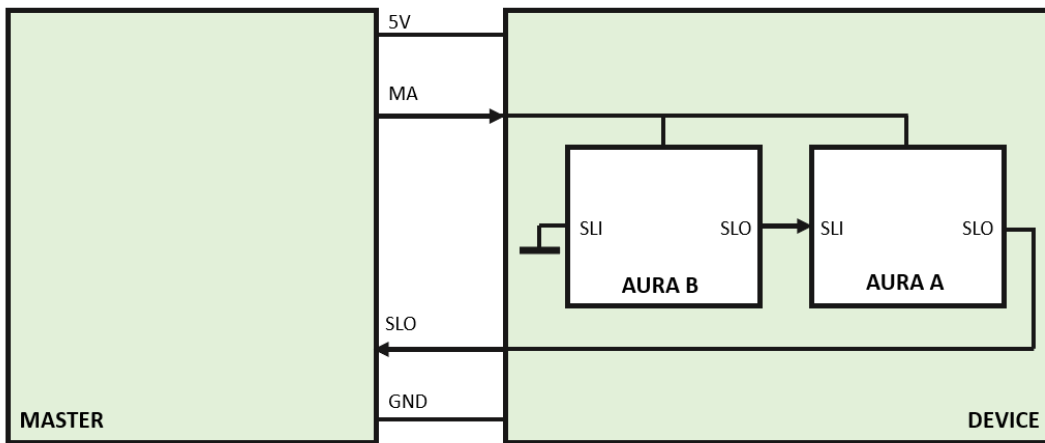 5V
MA
SLI
SLO
SLI
SLO
AURA B
AURA A
SLO
GND
MASTER
DEVICE